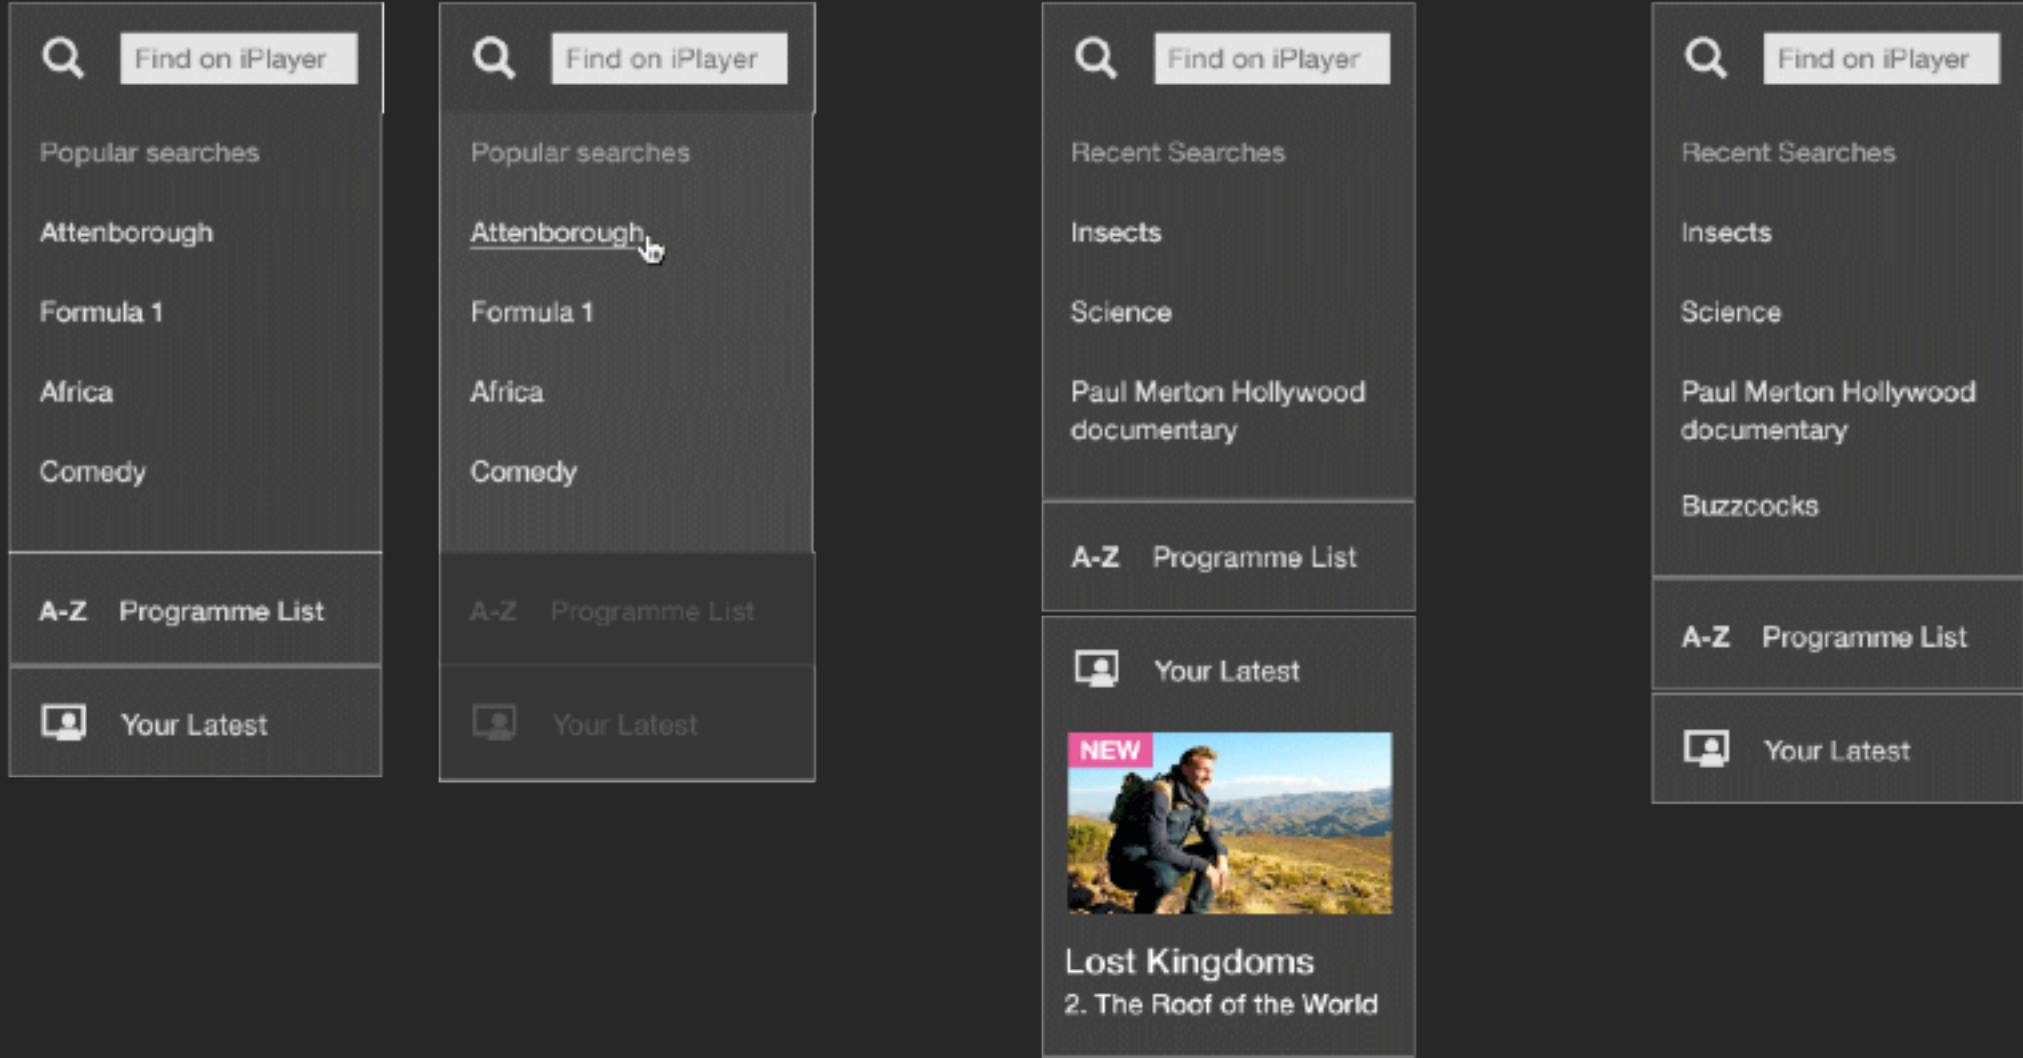 Find on iPlayer
Popular searches
Attenborough
Formula 1
Africa
Comedy
A-Z Programme List
Your Latest
Find on iPlayer
Popular searches
Attenborough
Formula 1
Africa
Comedy
A-Z Programme List
Your Latest
Find on iPlayer
Recent Searches
Insects
Science
Paul Merton Hollywood
documentary
A-Z Programme List
Your Latest
NEW
Lost Kingdoms
2. The Roof of the World
Find on iPlayer
Recent Searches
Insects
Science
Paul Merton Hollywood
documentary
Buzzcocks
A-Z Programme List
Your Latest